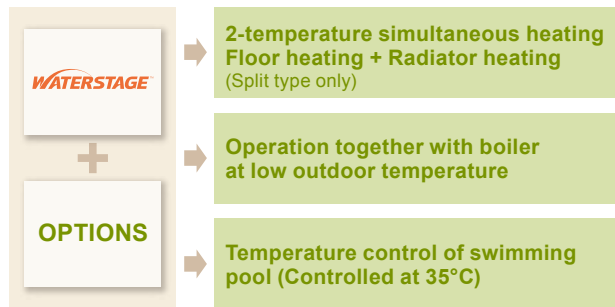 WATERSTAGE™
+
OPTIONS
2-temperature simultaneous heating
Floor heating + Radiator heating
(Split type only)
Operation together with boiler
at low outdoor temperature
Temperature control of swimming
pool (Controlled at 35°C)